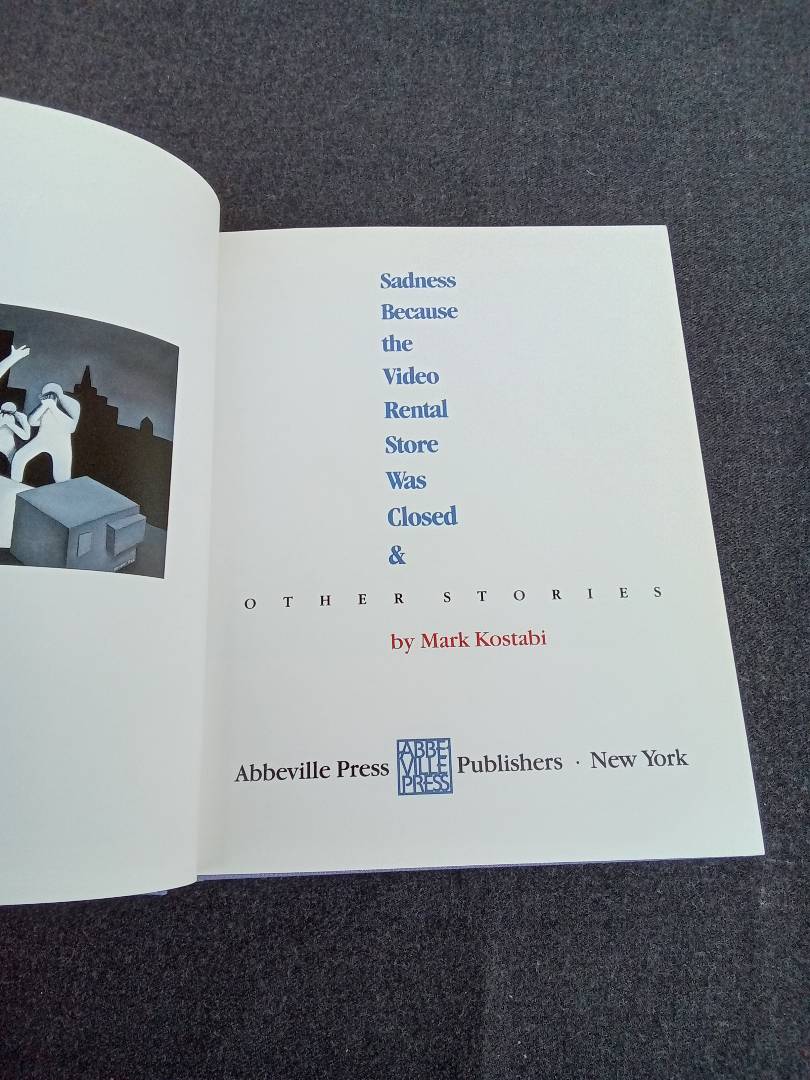 Sadness
Because
the
Video
Rental
Store
Was
Closed
&
OTHER STORIES
by Mark Kostabi
Abbeville Press ABBE VILLE PRESS Publishers · New York